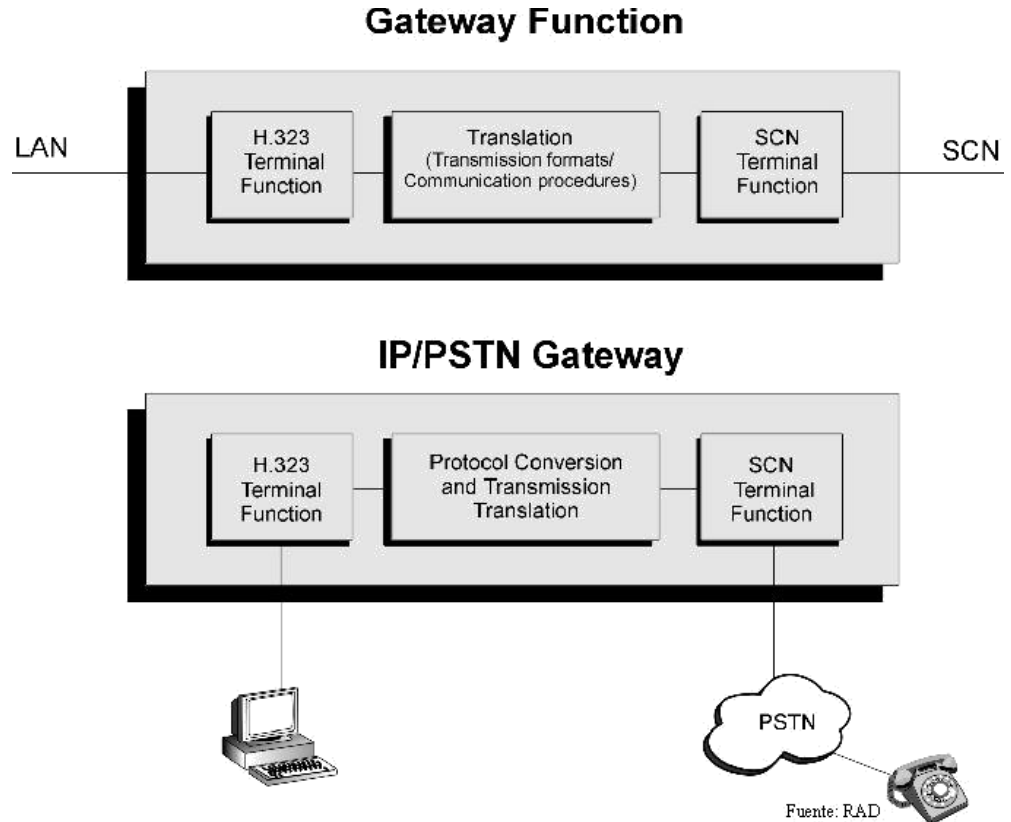 Gateway Function
LAN
H.323
Terminal
Function
Translation
(Transmission formats/
Communication procedures)
SCN
Terminal
Function
SCN
IP/PSTN Gateway
H.323
Terminal
Function
Protocol Conversion
and Transmission
Translation
SCN
Terminal
Function
PSTN
Fuente: RAD